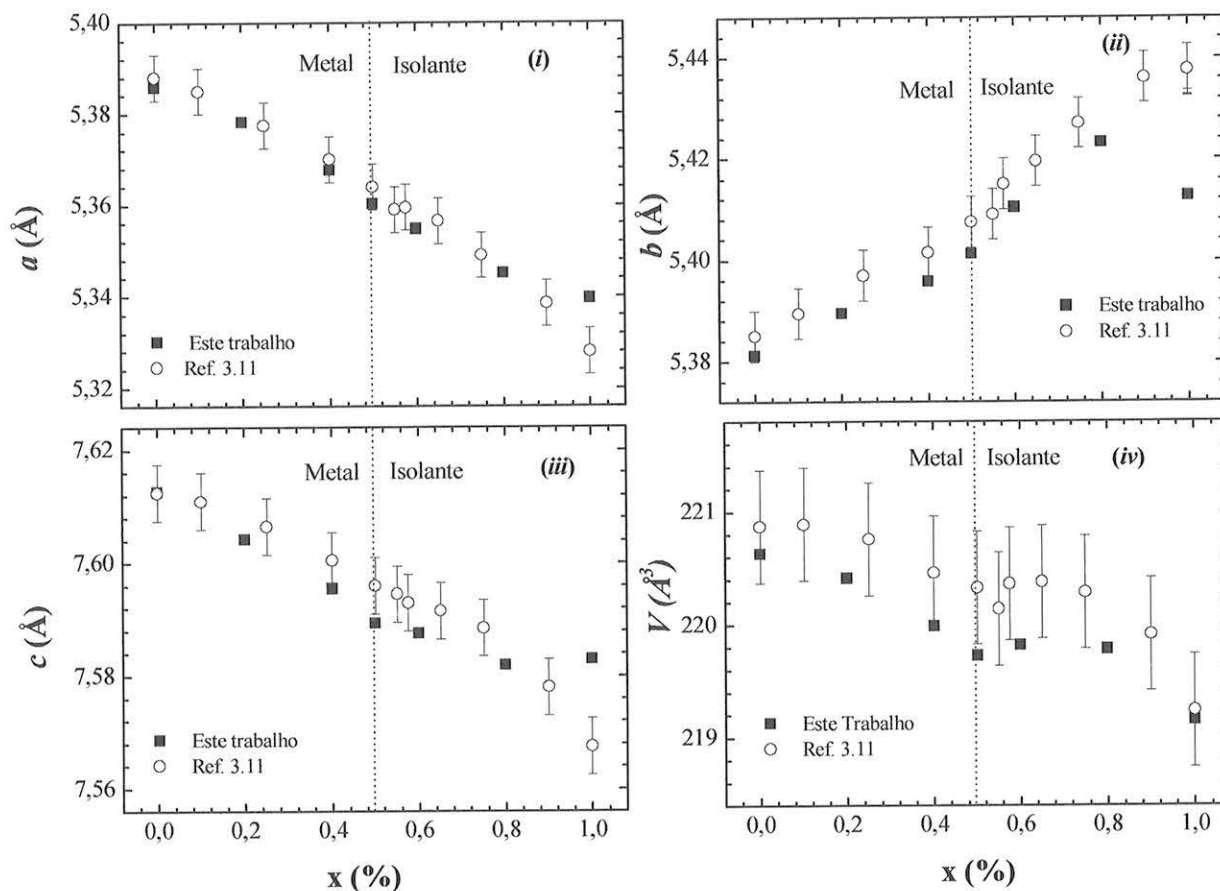 5,40
5,38
5,36
5,34
5,32
a (Å)
Metal
Isolante
(i)
Este trabalho
Ref. 3.11
5,44
5,42
5,40
5,38
b (Å)
Metal
Isolante
(ii)
Este trabalho
Ref. 3.11
7,62
7,60
7,58
7,56
c (Å)
Metal
Isolante
(iii)
Este trabalho
Ref. 3.11
0,0 0,2 0,4 0,6 0,8 1,0
x (%)
221
220
219
V (Å³)
Metal
Isolante
(iv)
Este Trabalho
Ref. 3.11
0,0 0,2 0,4 0,6 0,8 1,0
x (%)